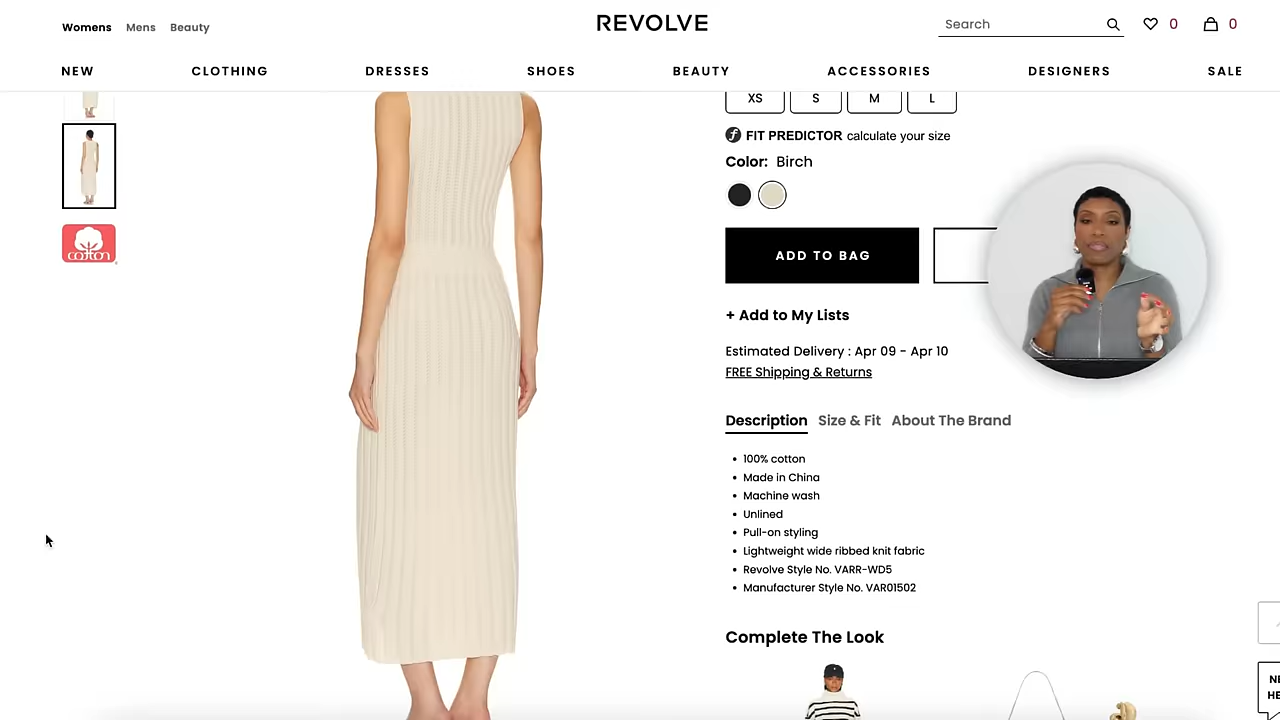 Womens Mens Beauty
REVOLVE
Search
0
0
NEW CLOTHING DRESSES SHOES BEAUTY ACCESSORIES DESIGNERS SALE
XS S M L
FIT PREDICTOR calculate your size
Color: Birch
cotton
ADD TO BAG
+ Add to My Lists
Estimated Delivery : Apr 09 - Apr 10
FREE Shipping & Returns
Description Size & Fit About The Brand
• 100% cotton
• Made in China
• Machine wash
• Unlined
• Pull-on styling
• Lightweight wide ribbed knit fabric
• Revolve Style No. VARR-WD5
• Manufacturer Style No. VAR01502
Complete The Look